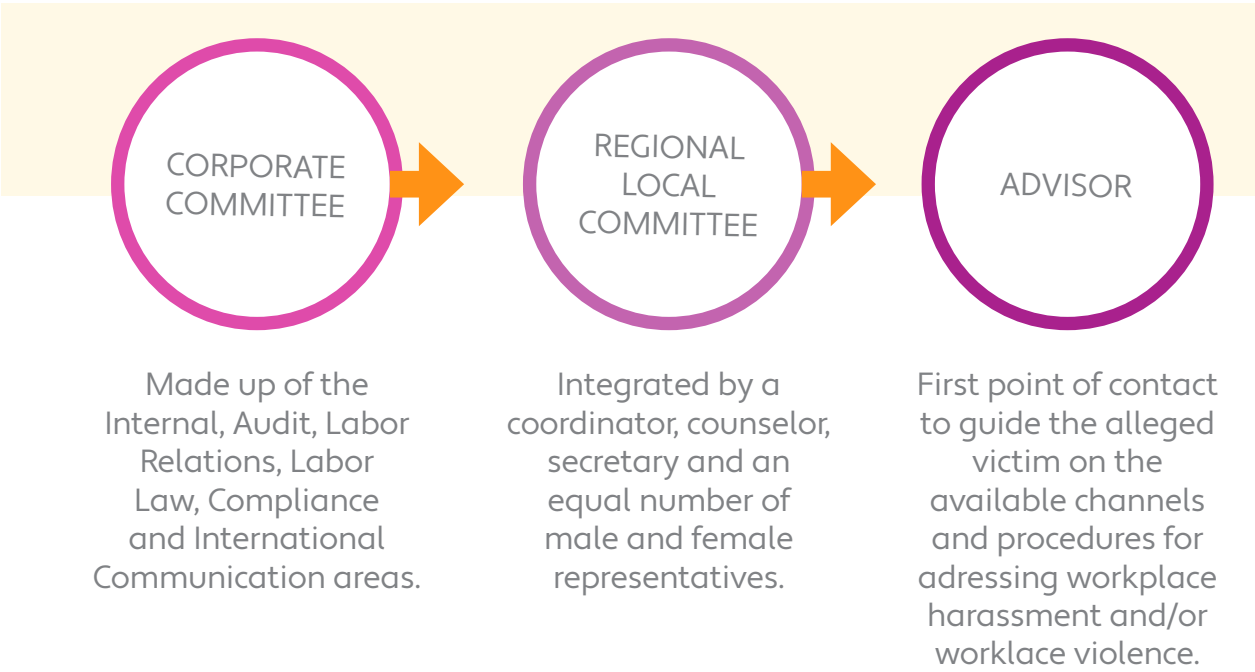 CORPORATE
COMMITTEE
Made up of the
Internal, Audit, Labor
Relations, Labor
Law, Compliance
and International
Communication areas.
REGIONAL
LOCAL
COMMITTEE
Integrated by a
coordinator, counselor,
secretary and an
equal number of
male and female
representatives.
ADVISOR
First point of contact
to guide the alleged
victim on the
available channels
and procedures for
adressing workplace
harassment and/or
worklace violence.